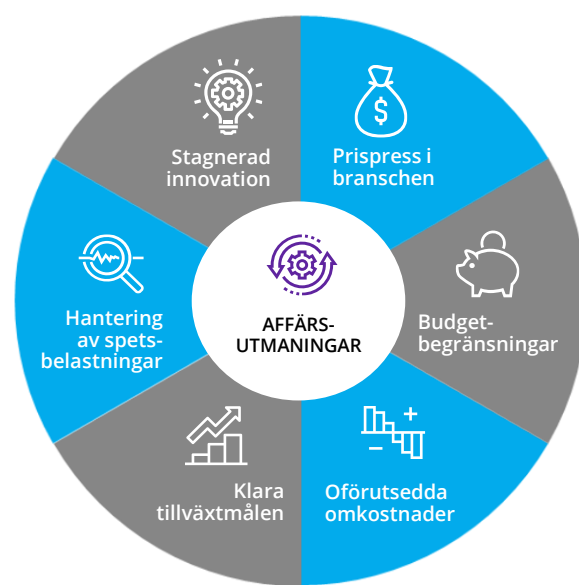 Stagnerad
innovation
Prispress i
branschen
Budget-
begränsningar
Oförutsedda
omkostnader
Klara
tillväxtmålen
Hantering
av spets-
belastningar
AFFÄRS-
UTMANINGAR